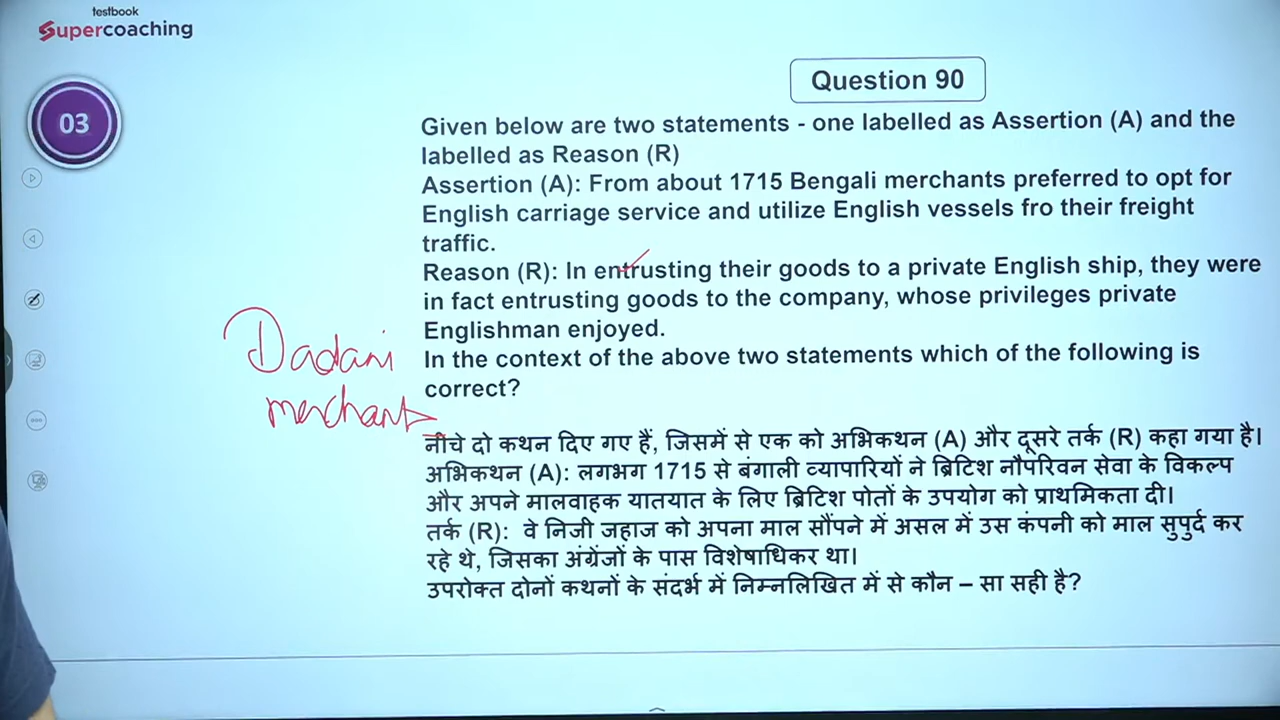 testbook
Supercoaching
Question 90
03
Given below are two statements - one labelled as Assertion (A) and the
labelled as Reason (R)
Assertion (A): From about 1715 Bengali merchants preferred to opt for
English carriage service and utilize English vessels fro their freight
traffic.
Reason (R): In entrusting their goods to a private English ship, they were
in fact entrusting goods to the company, whose privileges private
Englishman enjoyed.
In the context of the above two statements which of the following is
correct?
Dadani
merchant
नीचे दो कथन दिए गए हैं, जिसमें से एक को अभिकथन (A) और दूसरे तर्क (R) कहा गया है।
अभिकथन (A): लगभग 1715 से बंगाली व्यापारियों ने ब्रिटिश नौपरिवन सेवा के विकल्प
और अपने मालवाहक यातयात के लिए ब्रिटिश पोतों के उपयोग को प्राथमिकता दी।
तर्क (R): वे निजी जहाज को अपना माल सौंपने में असल में उस कंपनी को माल सुपुर्द कर
रहे थे, जिसका अंग्रेंजों के पास विशेषाधिकर था।
उपरोक्त दोनों कथनों के संदर्भ में निम्नलिखित में से कौन – सा सही है?